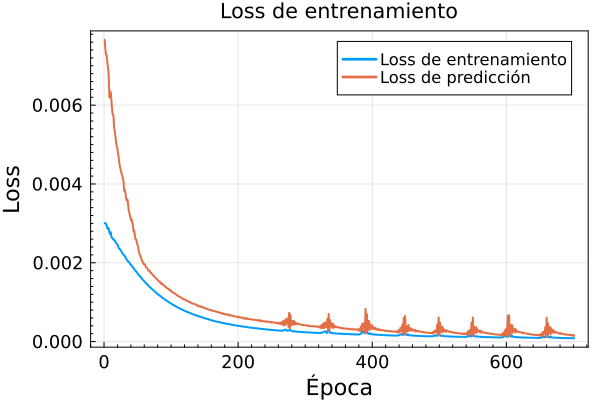 Loss de entrenamiento
Loss de entrenamiento
Loss de predicción
0.006
0.004
0.002
0.000
Loss
0 200 400 600
Época